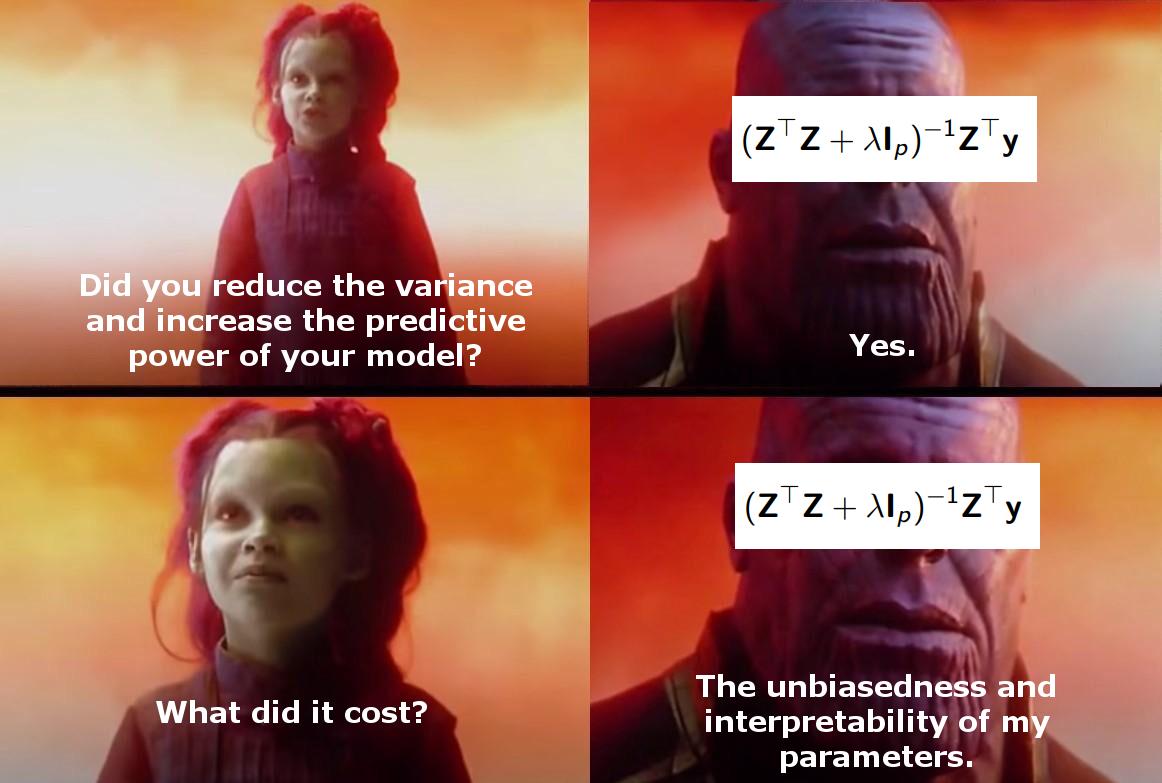 Did you reduce the variance
and increase the predictive
power of your model?
(Z⊤Z + λIₚ)⁻¹Z⊤y
Yes.
What did it cost?
(Z⊤Z + λIₚ)⁻¹Z⊤y
The unbiasedness and
interpretability of my
parameters.